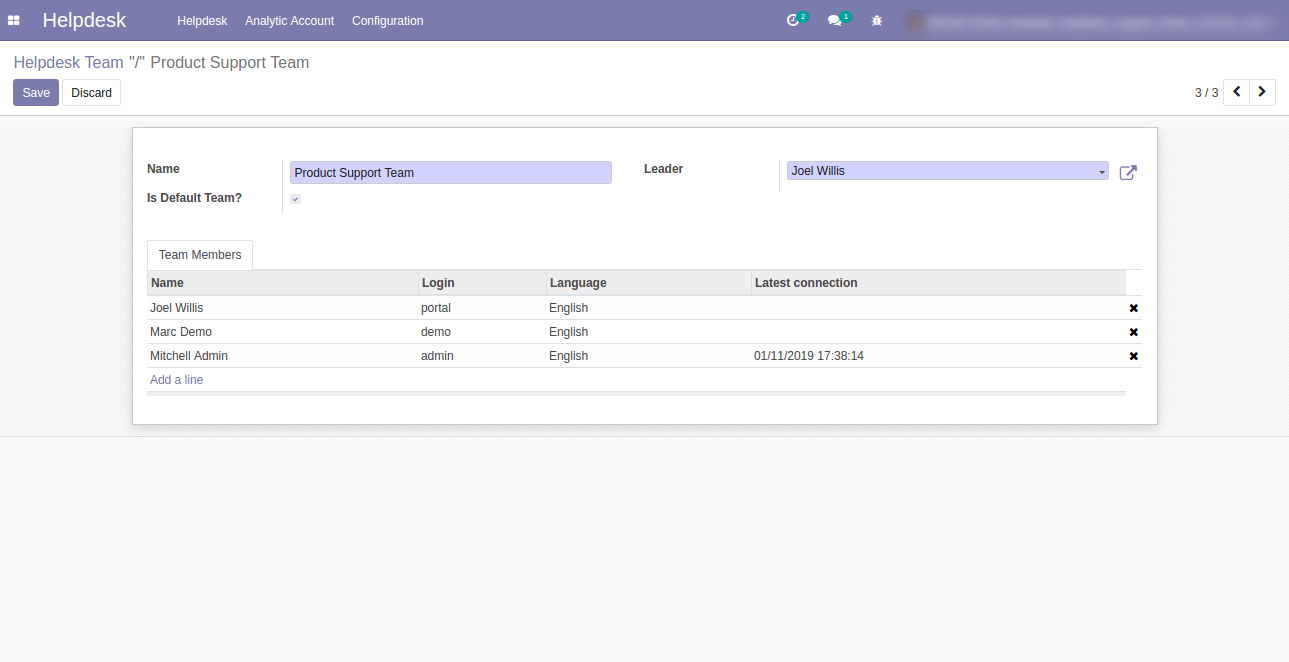 Helpdesk Helpdesk Analytic Account Configuration 2 1
Helpdesk Team "/" Product Support Team
Save Discard 3 / 3
Name Product Support Team Leader Joel Willis
Is Default Team?
Team Members
Name Login Language Latest connection
Joel Willis portal English
Marc Demo demo English
Mitchell Admin admin English 01/11/2019 17:38:14
Add a line